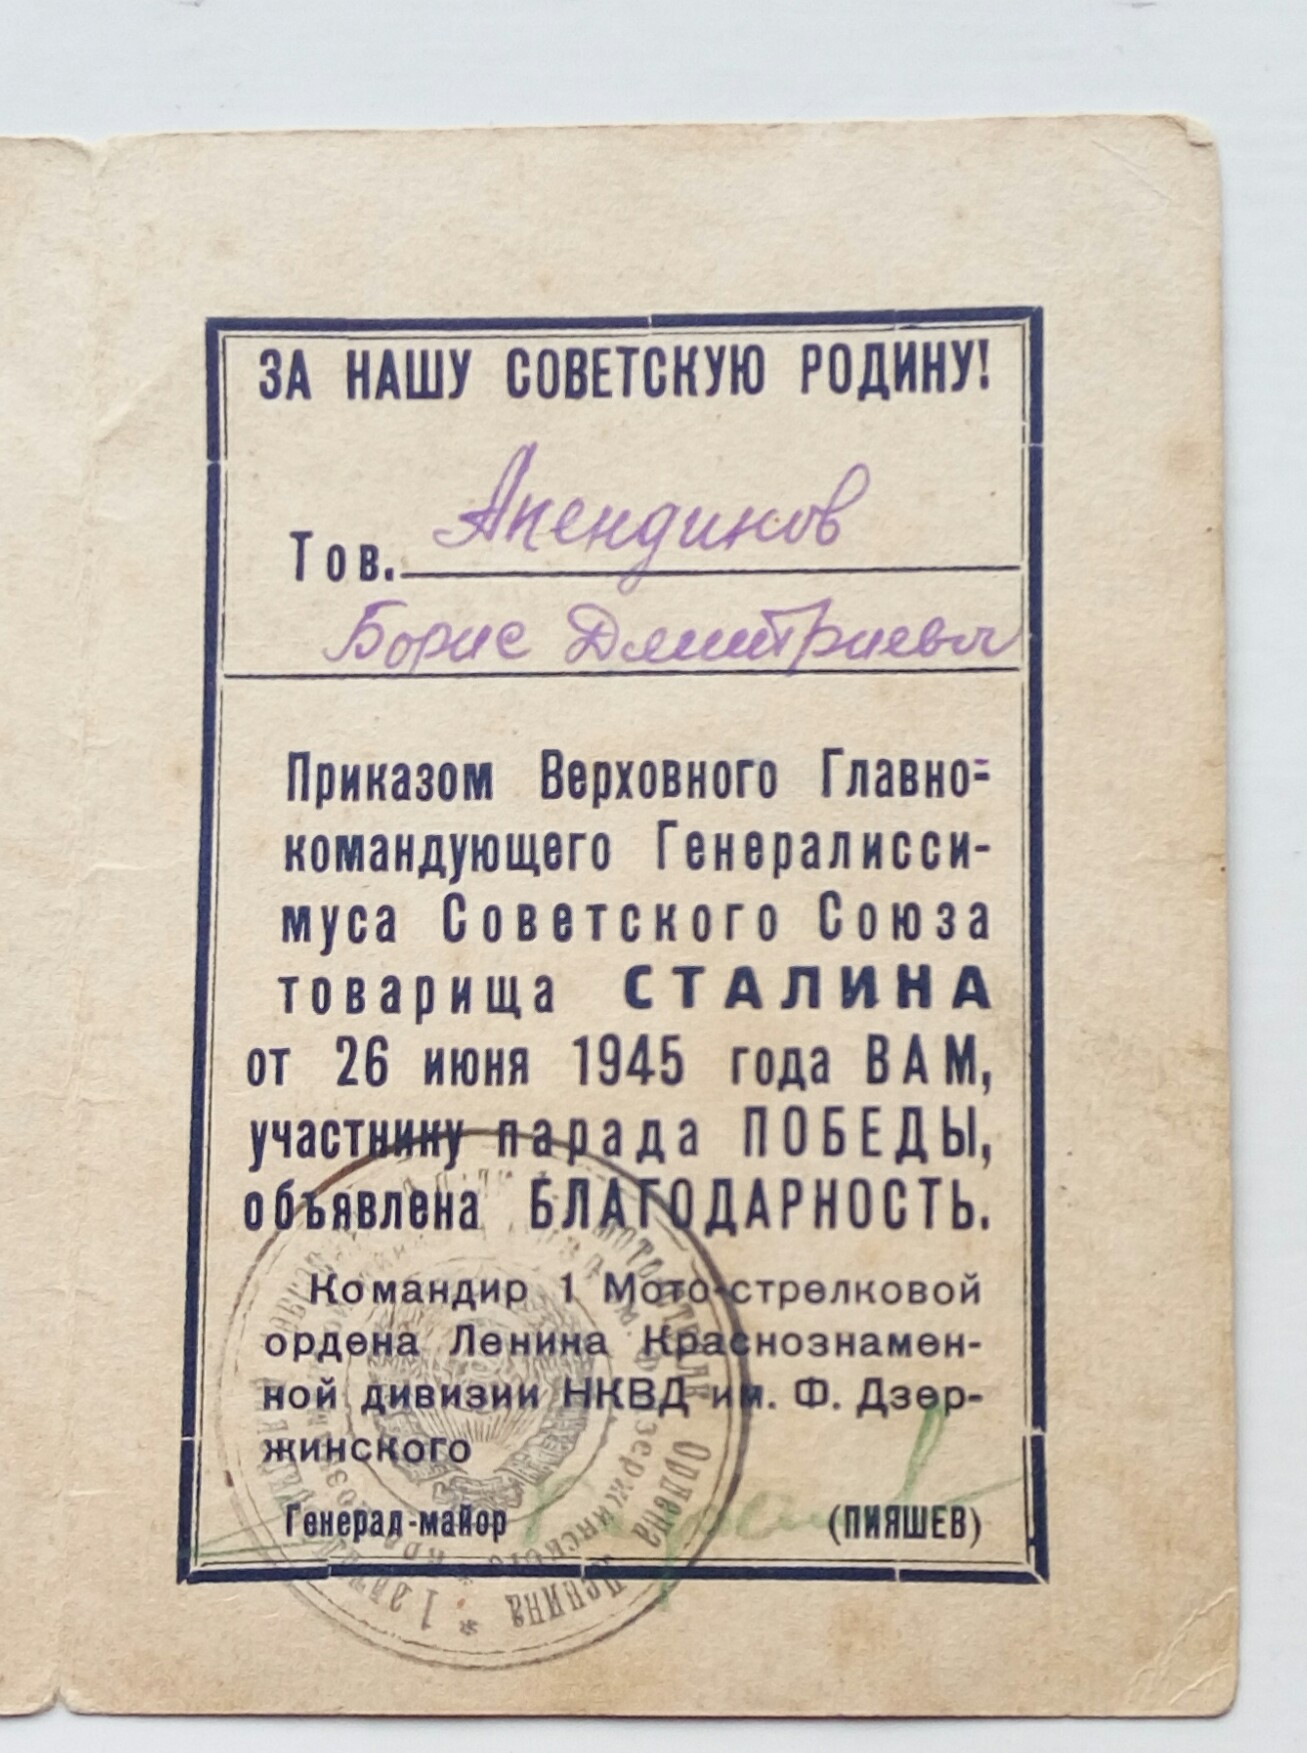 ЗА НАШУ СОВЕТСКУЮ РОДИНУ!
Тов. Апендинов
Борис Дмитриевич
Приказом Верховного Главно-
командующего Генералисси-
муса Советского Союза
товарища СТАЛИНА
от 26 июня 1945 года ВАМ,
участнику парада ПОБЕДЫ,
объявлена БЛАГОДАРНОСТЬ.
Командир 1 Мото-стрелковой
ордена Ленина Краснознамен-
ной дивизии НКВД им. Ф. Дзер-
жинского
Генерал-майор (ПИЯШЕВ)